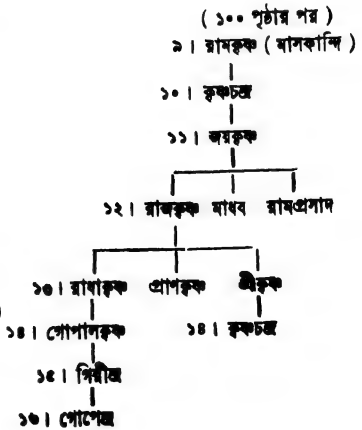 ( ১০০ পৃষ্ঠার পর )
৯। রামকৃষ্ণ ( মাসকান্দি )
১০। কৃষ্ণচন্দ্র
১১। জয়কৃষ্ণ
১২। রাজকৃষ্ণ মাধব রামপ্রসাদ
১৩। রাধাকৃষ্ণ প্রাণকৃষ্ণ শ্রীকৃষ্ণ
১৪। গোপালকৃষ্ণ ১৪। কৃষ্ণচন্দ্র
১৫। গিরীন্দ্র
১৬। গোপেন্দ্র